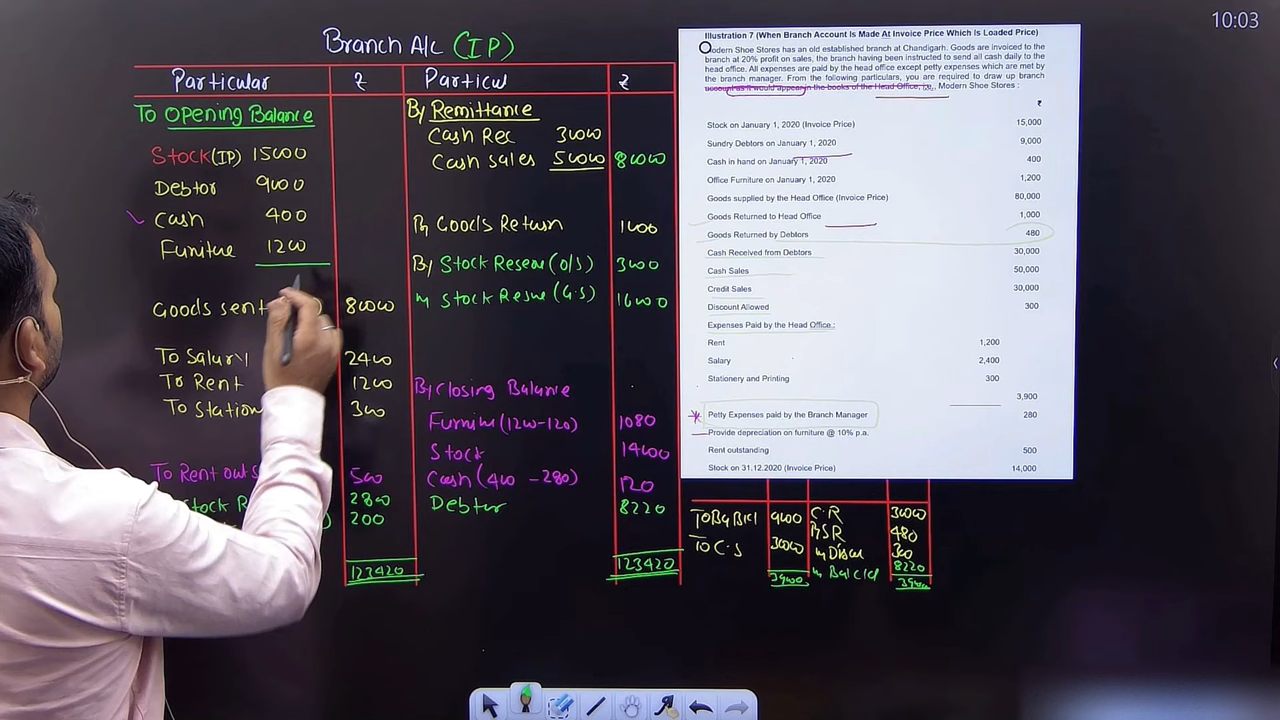 10:03
Branch A/c (IP)
Particular ₹ Particul ₹
To Opening Balance
Stock (IP) 15000
Debtor 9000
Cash 400
Funitue 1200
Goods sent 80000
To Salary 2400
To Rent 1200
To Station 300
To Rent outs 500
Stock R 2800
200
123420
By Remittance
Cash Rec 30000
Cash Sales 50000 80000
By Goods Return 1000
By Stock Reserve (O/S) 3000
Stock Resue (G.S) 16000
By Closing Balance
Furnitre (1200-120) 1080
Stock 14000
Cash (400 - 280) 120
Debtor 8220
123420
Illustration 7 (When Branch Account Is Made At Invoice Price Which Is Loaded Price)
Modern Shoe Stores has an old established branch at Chandigarh. Goods are invoiced to the
branch at 20% profit on sales, the branch having been instructed to send all cash daily to the
head office. All expenses are paid by the head office except petty expenses which are met by
the branch manager. From the following particulars, you are required to draw up branch
account as it would appear in the books of the Head Office, i.e., Modern Shoe Stores :
₹
Stock on January 1, 2020 (Invoice Price) 15,000
Sundry Debtors on January 1, 2020 9,000
Cash in hand on January 1, 2020 400
Office Furniture on January 1, 2020 1,200
Goods supplied by the Head Office (Invoice Price) 80,000
Goods Returned to Head Office 1,000
Goods Returned by Debtors 480
Cash Received from Debtors 30,000
Cash Sales 50,000
Credit Sales 30,000
Discount Allowed 300
Expenses Paid by the Head Office :
Rent 1,200
Salary 2,400
Stationery and Printing 300
3,900
Petty Expenses paid by the Branch Manager 280
Provide depreciation on furniture @ 10% p.a.
Rent outstanding 500
Stock on 31.12.2020 (Invoice Price) 14,000
To Bal B/d 9000 C.R 30000
To C.S 30000 S.R 480
Discu 300
8220
39000 Bal C/d 39000